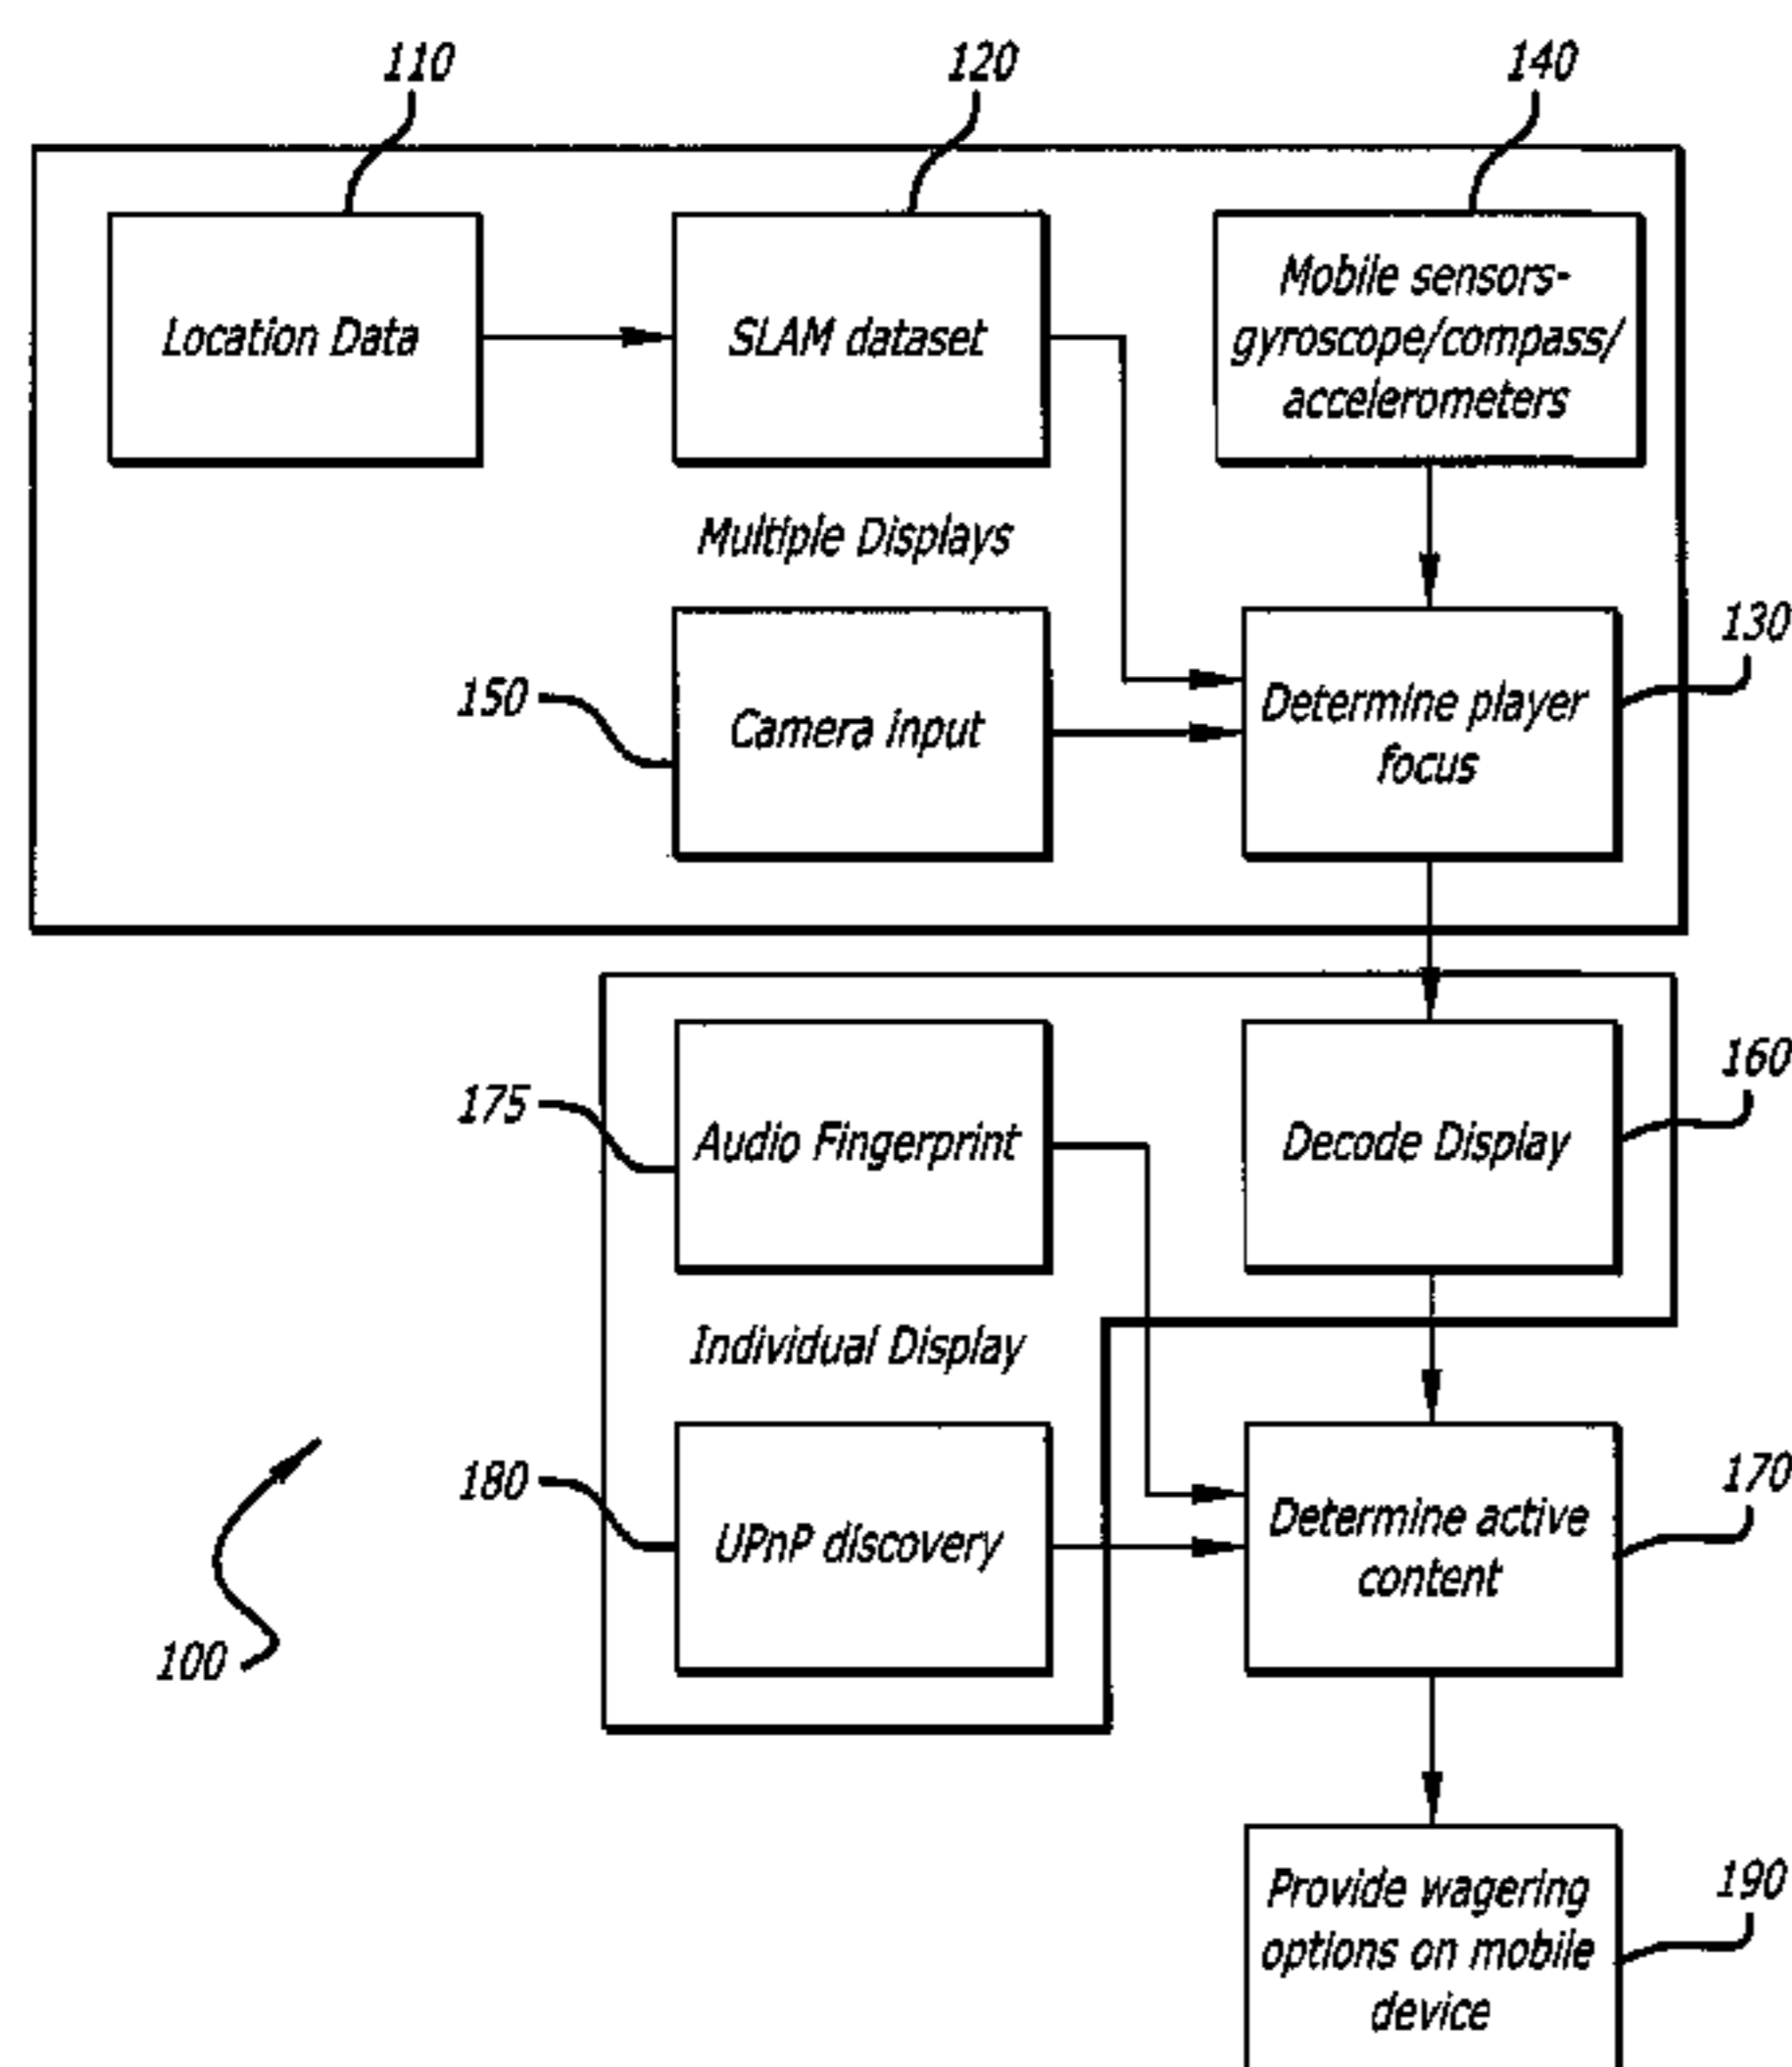 110
120
140
Location Data
SLAM dataset
Mobile sensors-
gyroscope/compass/
accelerometers
Multiple Displays
130
150
Camera input
Determine player
focus
160
175
Audio Fingerprint
Decode Display
Individual Display
180
UPnP discovery
170
Determine active
content
100
190
Provide wagering
options on mobile
device